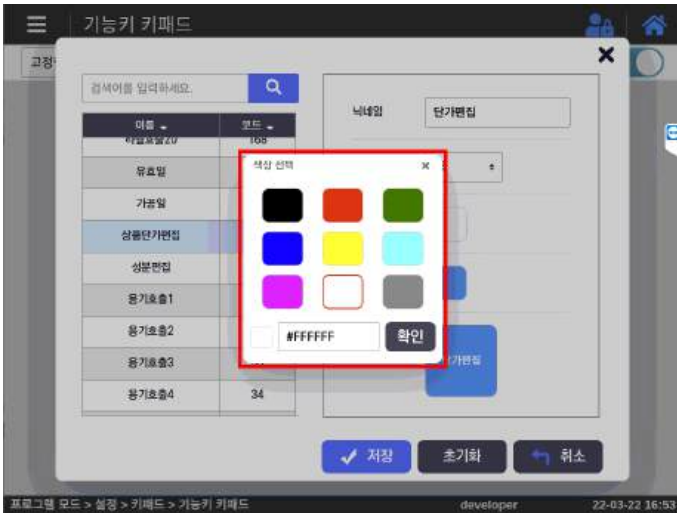 기능키 키패드
고정
검색어를 입력하세요.
닉네임
단가편집
이름
코드
168
유효일
가공일
상품단가편집
성분편집
용기호출1
용기호출2
용기호출3
용기호출4
34
색상 선택
×
#FFFFFF
확인
단가편집
저장
초기화
취소
프로그램 모드 > 설정 > 키패드 > 기능키 키패드
developer
22-03-22 16:53